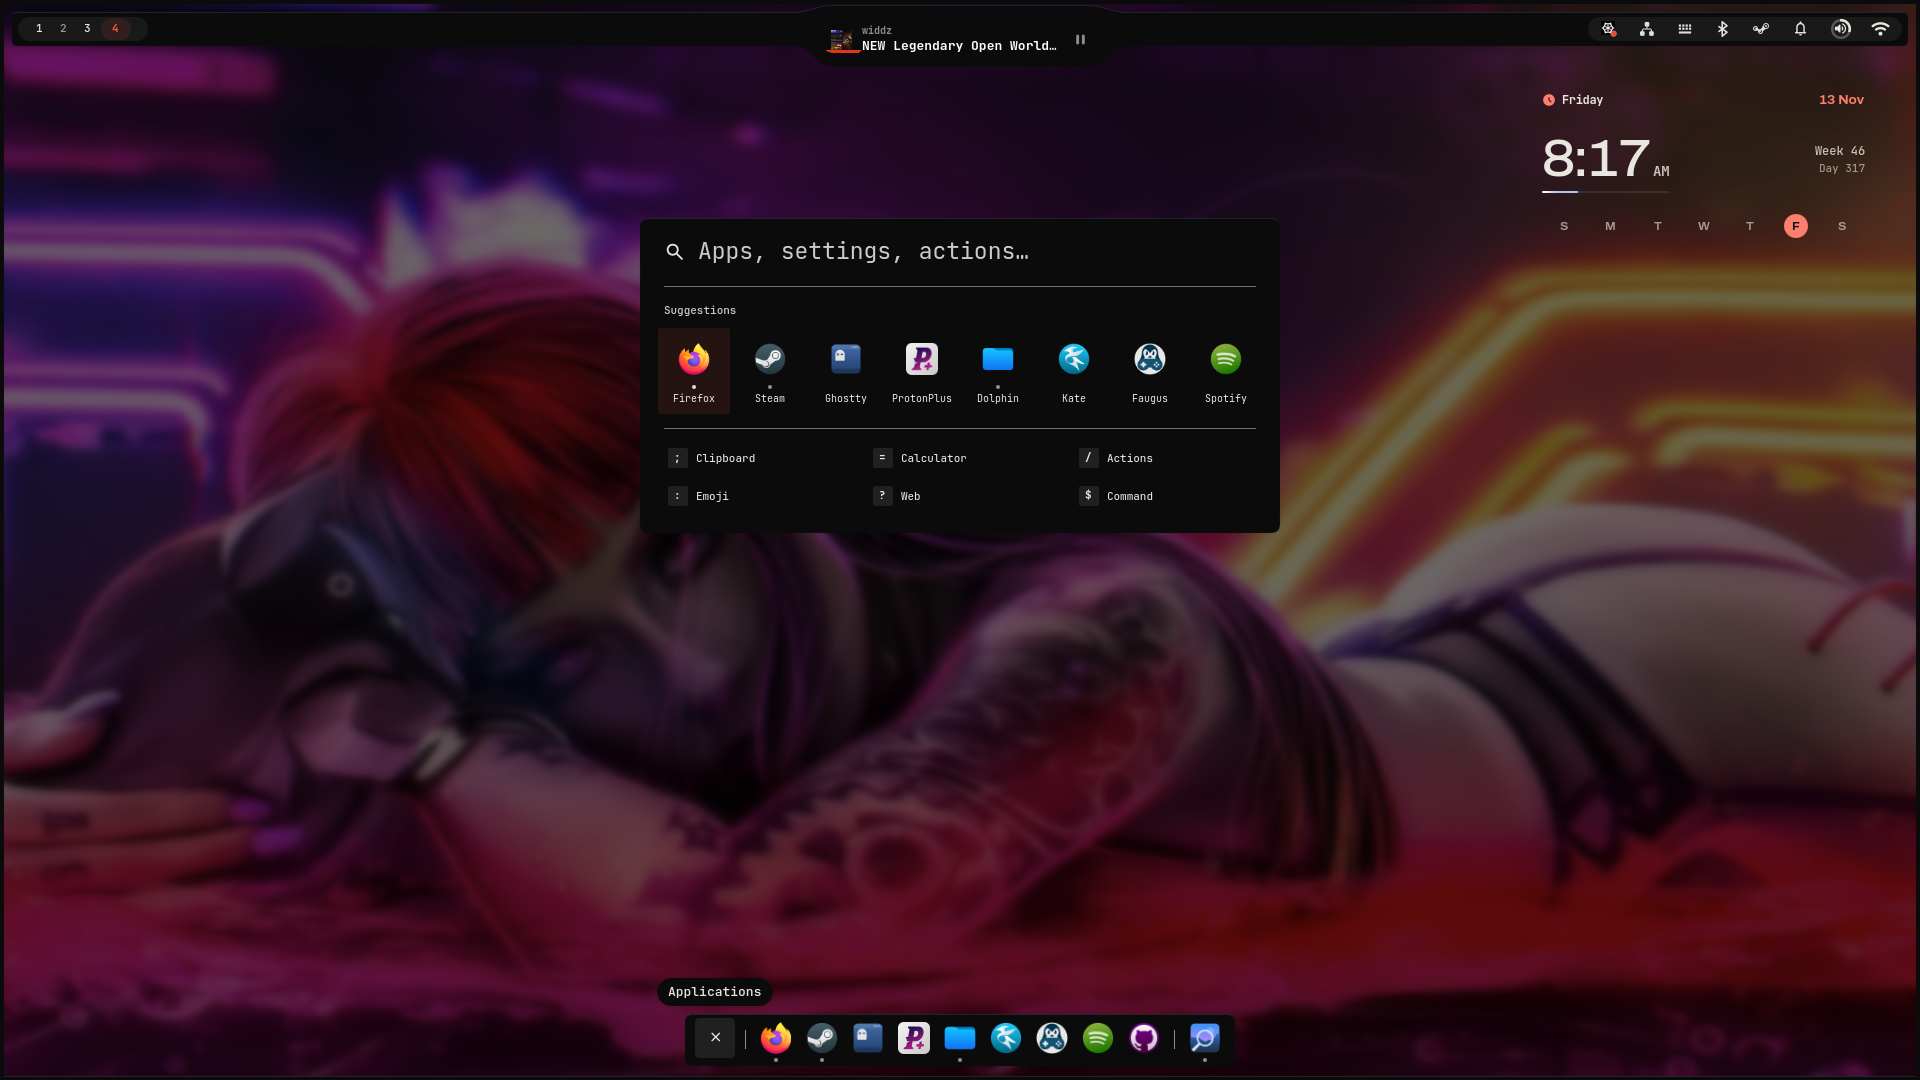 1 2 3 4
widdz
NEW Legendary Open World…
Friday
13 Nov
8:17 AM
Week 46
Day 317
S M T W T F S
Apps, settings, actions…
Suggestions
Firefox Steam Ghostty ProtonPlus Dolphin Kate Faugus Spotify
; Clipboard = Calculator / Actions
: Emoji ? Web $ Command
Applications